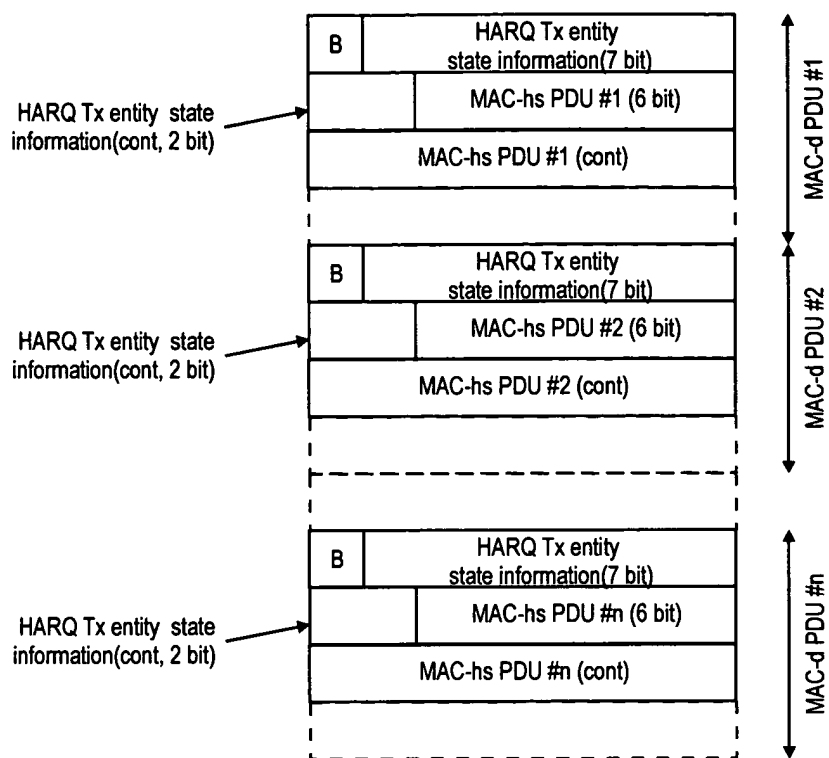 B
HARQ Tx entity
state information(7 bit)
HARQ Tx entity state
information(cont, 2 bit)
MAC-hs PDU #1 (6 bit)
MAC-hs PDU #1 (cont)
MAC-d PDU #1
B
HARQ Tx entity
state information(7 bit)
HARQ Tx entity state
information(cont, 2 bit)
MAC-hs PDU #2 (6 bit)
MAC-hs PDU #2 (cont)
MAC-d PDU #2
B
HARQ Tx entity
state information(7 bit)
HARQ Tx entity state
information(cont, 2 bit)
MAC-hs PDU #n (6 bit)
MAC-hs PDU #n (cont)
MAC-d PDU #n